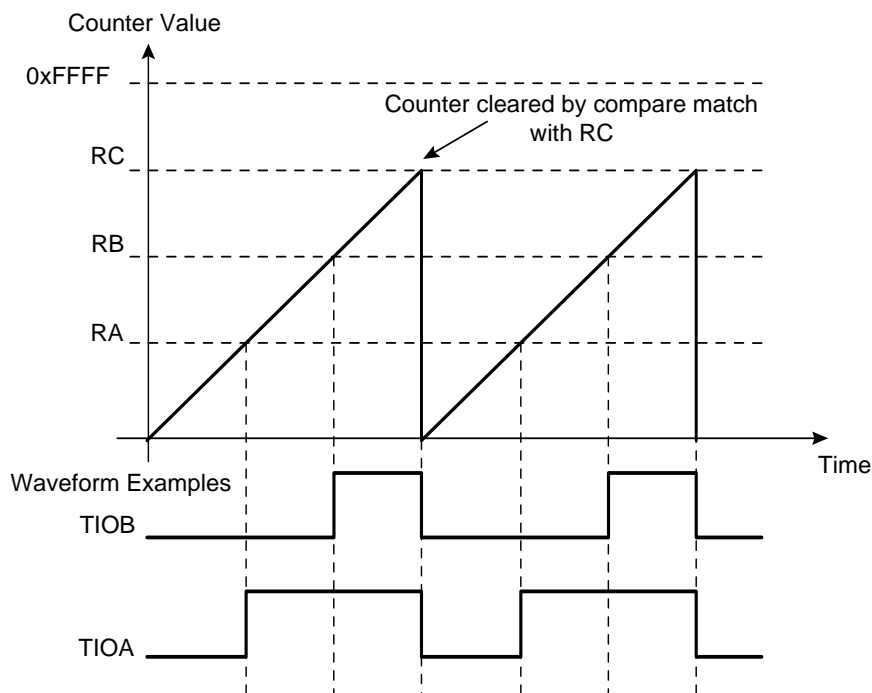 Counter Value
0xFFFF
Counter cleared by compare match
with RC
RC
RB
RA
Time
Waveform Examples
TIOB
TIOA